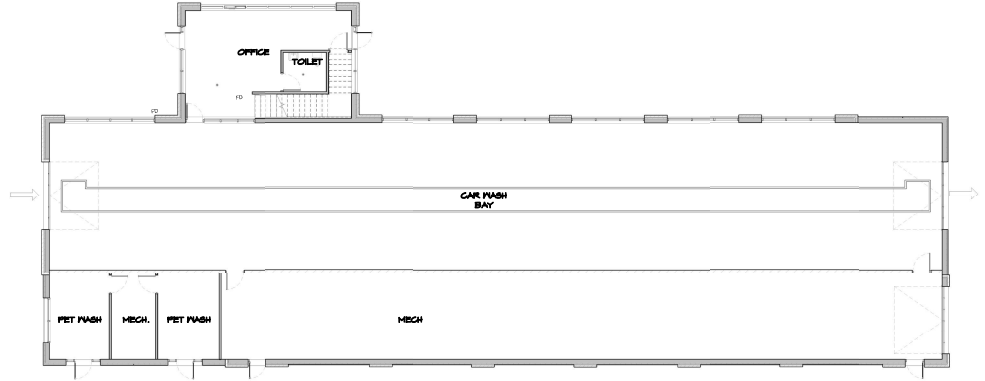 OFFICE
TOILET
FD
FD
CAR WASH
BAY
PET WASH
MECH.
PET WASH
MECH